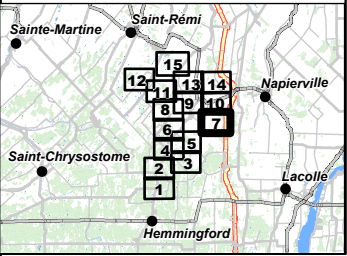 Saint-Rémi
Sainte-Martine
15
12
13
14
11
Napierville
9
10
8
7
6
5
4
Saint-Chrysostome
3
2
Lacolle
1
Hemmingford